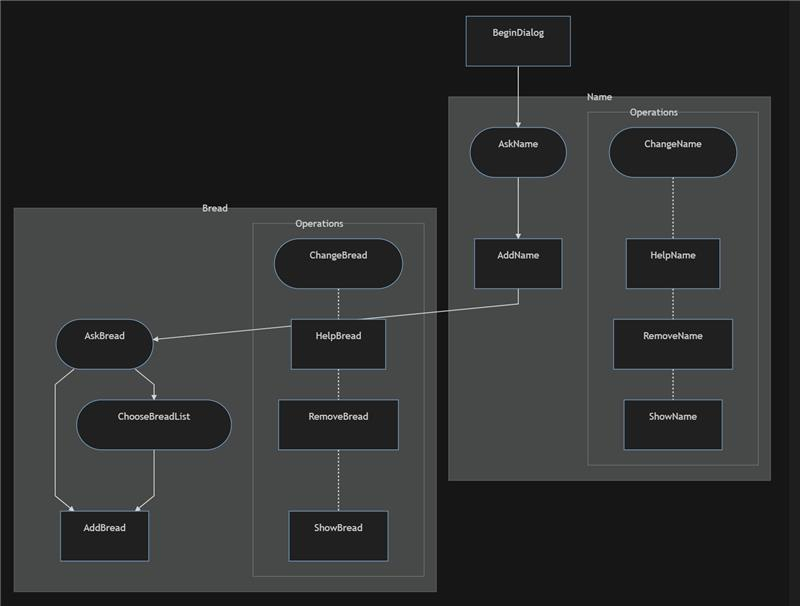 BeginDialog
Name
Operations
AskName
ChangeName
AddName
HelpName
RemoveName
ShowName
Bread
Operations
ChangeBread
AskBread
HelpBread
ChooseBreadList
RemoveBread
AddBread
ShowBread